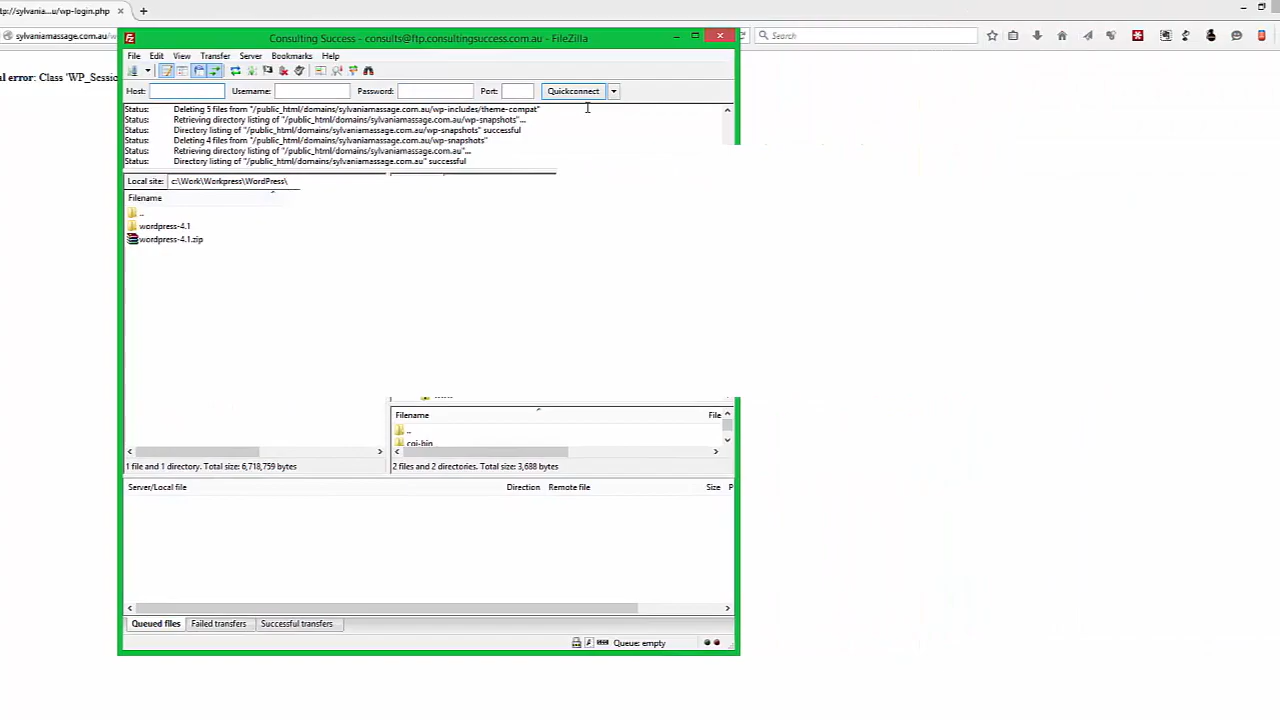 ttp://sylvania...u/wp-login.php
sylvaniamassage.com.au/w
Search
al error: Class 'WP_Sessio
Consulting Success - consults@ftp.consultingsuccess.com.au - FileZilla
File Edit View Transfer Server Bookmarks Help
Host: Username: Password: Port: Quickconnect
Status: Deleting 5 files from "/public_html/domains/sylvaniamassage.com.au/wp-includes/theme-compat"
Status: Retrieving directory listing of "/public_html/domains/sylvaniamassage.com.au/wp-snapshots"...
Status: Directory listing of "/public_html/domains/sylvaniamassage.com.au/wp-snapshots" successful
Status: Deleting 4 files from "/public_html/domains/sylvaniamassage.com.au/wp-snapshots"
Status: Retrieving directory listing of "/public_html/domains/sylvaniamassage.com.au"...
Status: Directory listing of "/public_html/domains/sylvaniamassage.com.au" successful
Local site: c:\Work\Workpress\WordPress\
Filename
..
wordpress-4.1
wordpress-4.1.zip
Filename File
..
cgi-bin
1 file and 1 directory. Total size: 6,718,759 bytes
2 files and 2 directories. Total size: 3,688 bytes
Server/Local file Direction Remote file Size P
Queued files Failed transfers Successful transfers
Queue: empty